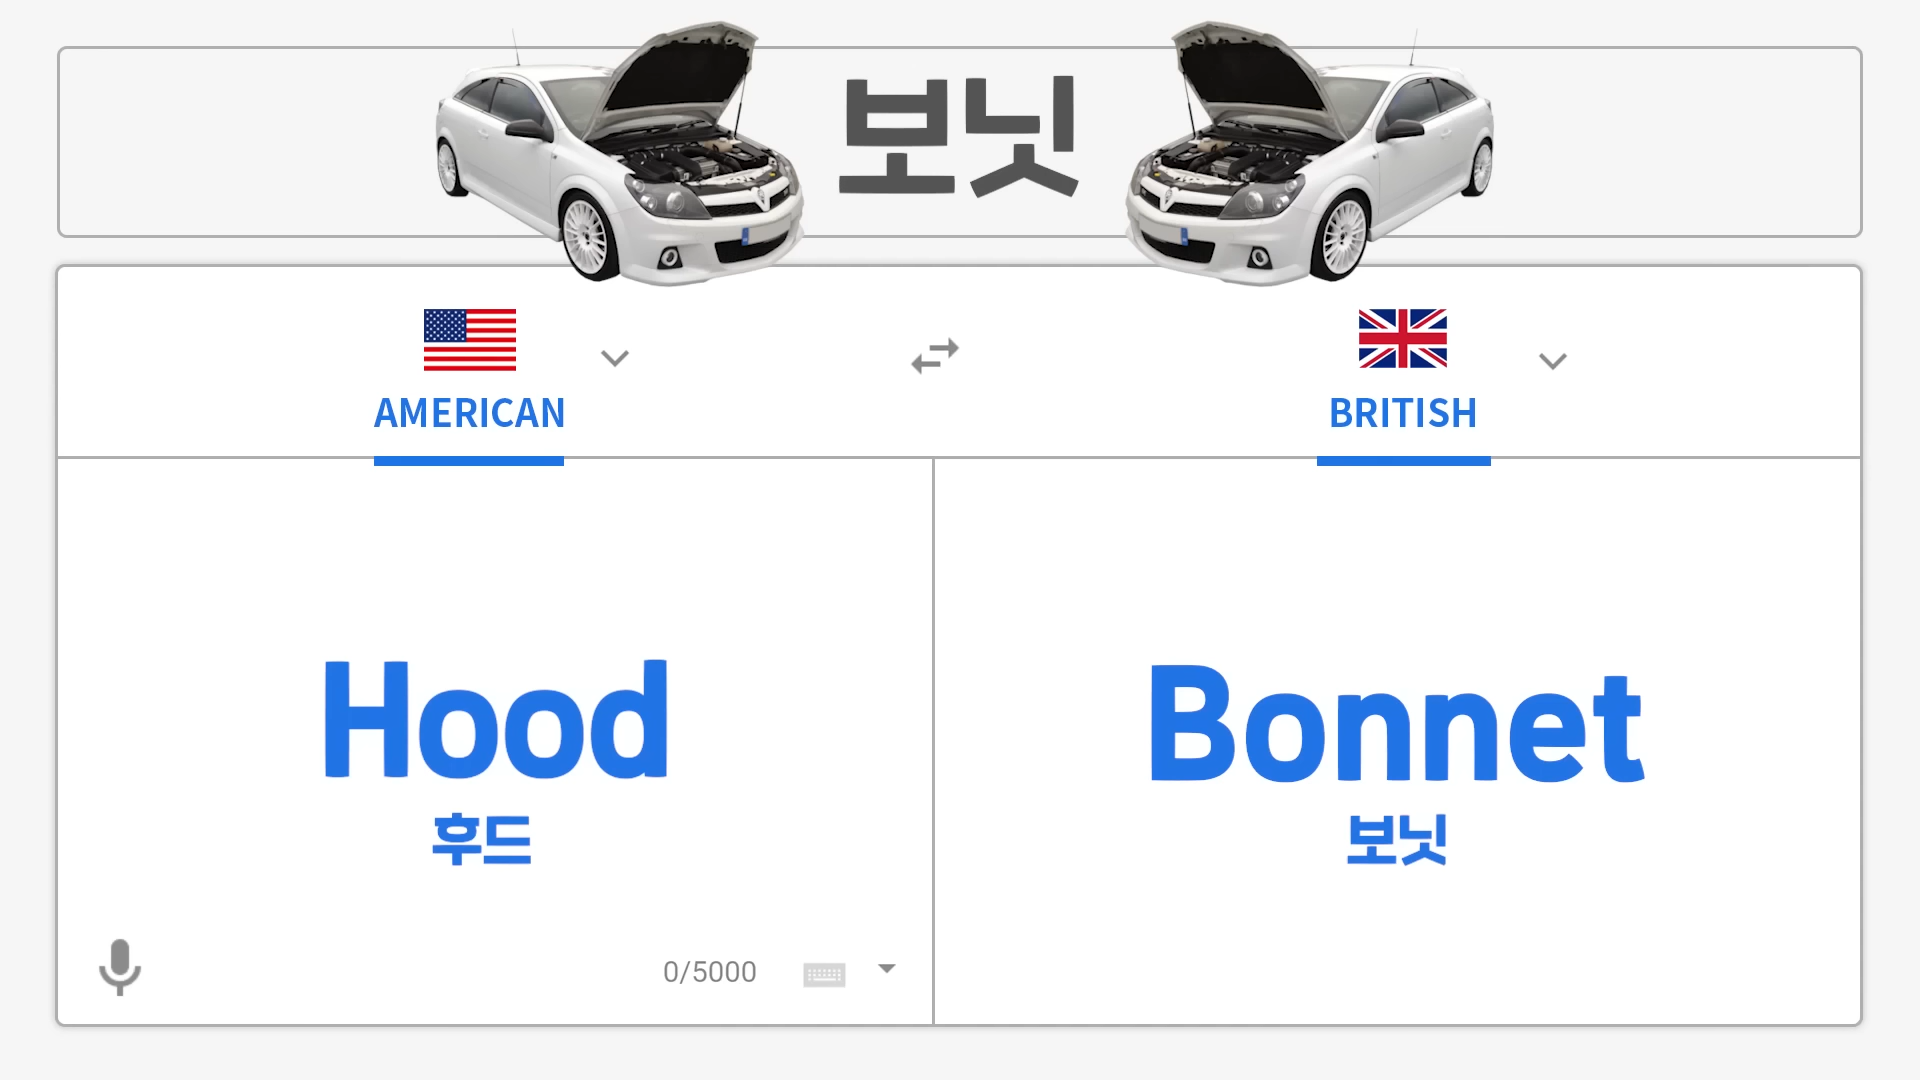 보닛
AMERICAN
BRITISH
Hood
후드
Bonnet
보닛
0/5000